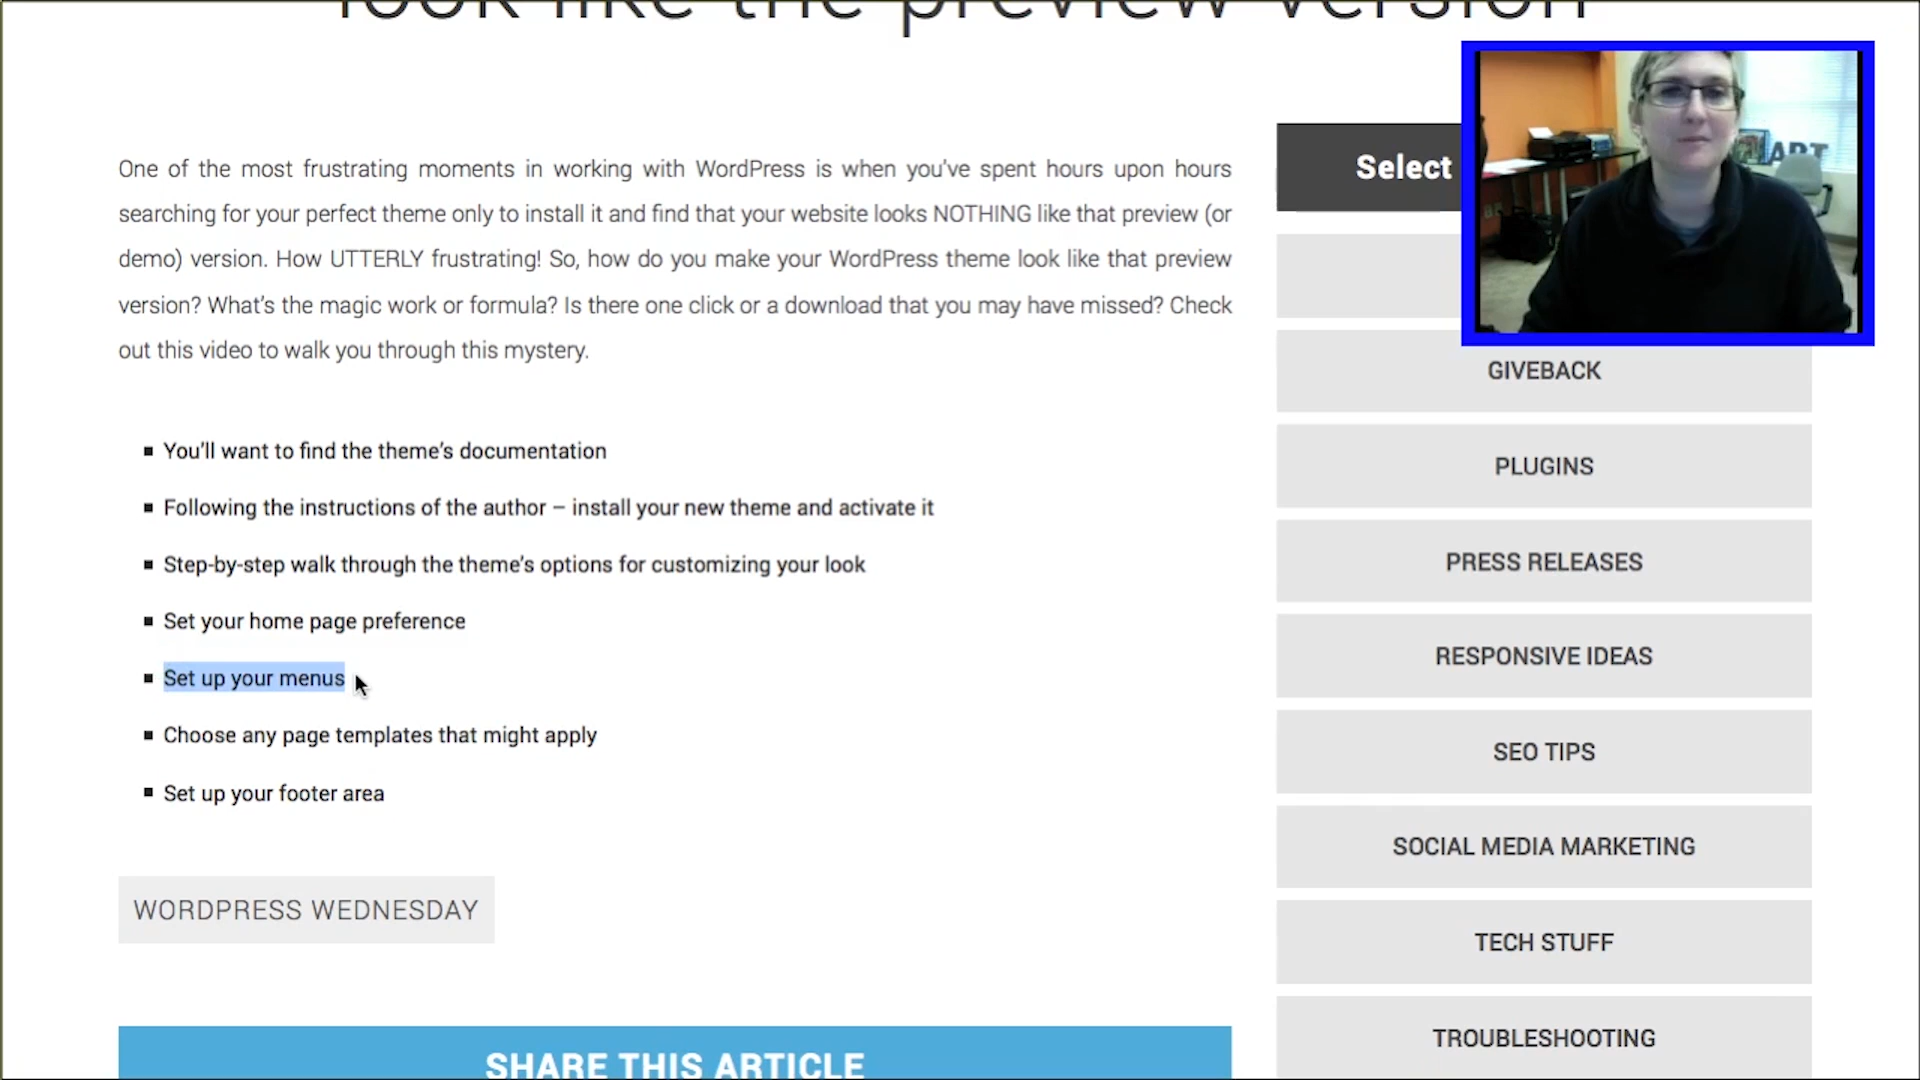 look like the preview version
One of the most frustrating moments in working with WordPress is when you've spent hours upon hours
searching for your perfect theme only to install it and find that your website looks NOTHING like that preview (or
demo) version. How UTTERLY frustrating! So, how do you make your WordPress theme look like that preview
version? What's the magic work or formula? Is there one click or a download that you may have missed? Check
out this video to walk you through this mystery.
You'll want to find the theme's documentation
Following the instructions of the author – install your new theme and activate it
Step-by-step walk through the theme's options for customizing your look
Set your home page preference
Set up your menus
Choose any page templates that might apply
Set up your footer area
WORDPRESS WEDNESDAY
SHARE THIS ARTICLE
Select
GIVEBACK
PLUGINS
PRESS RELEASES
RESPONSIVE IDEAS
SEO TIPS
SOCIAL MEDIA MARKETING
TECH STUFF
TROUBLESHOOTING
ART